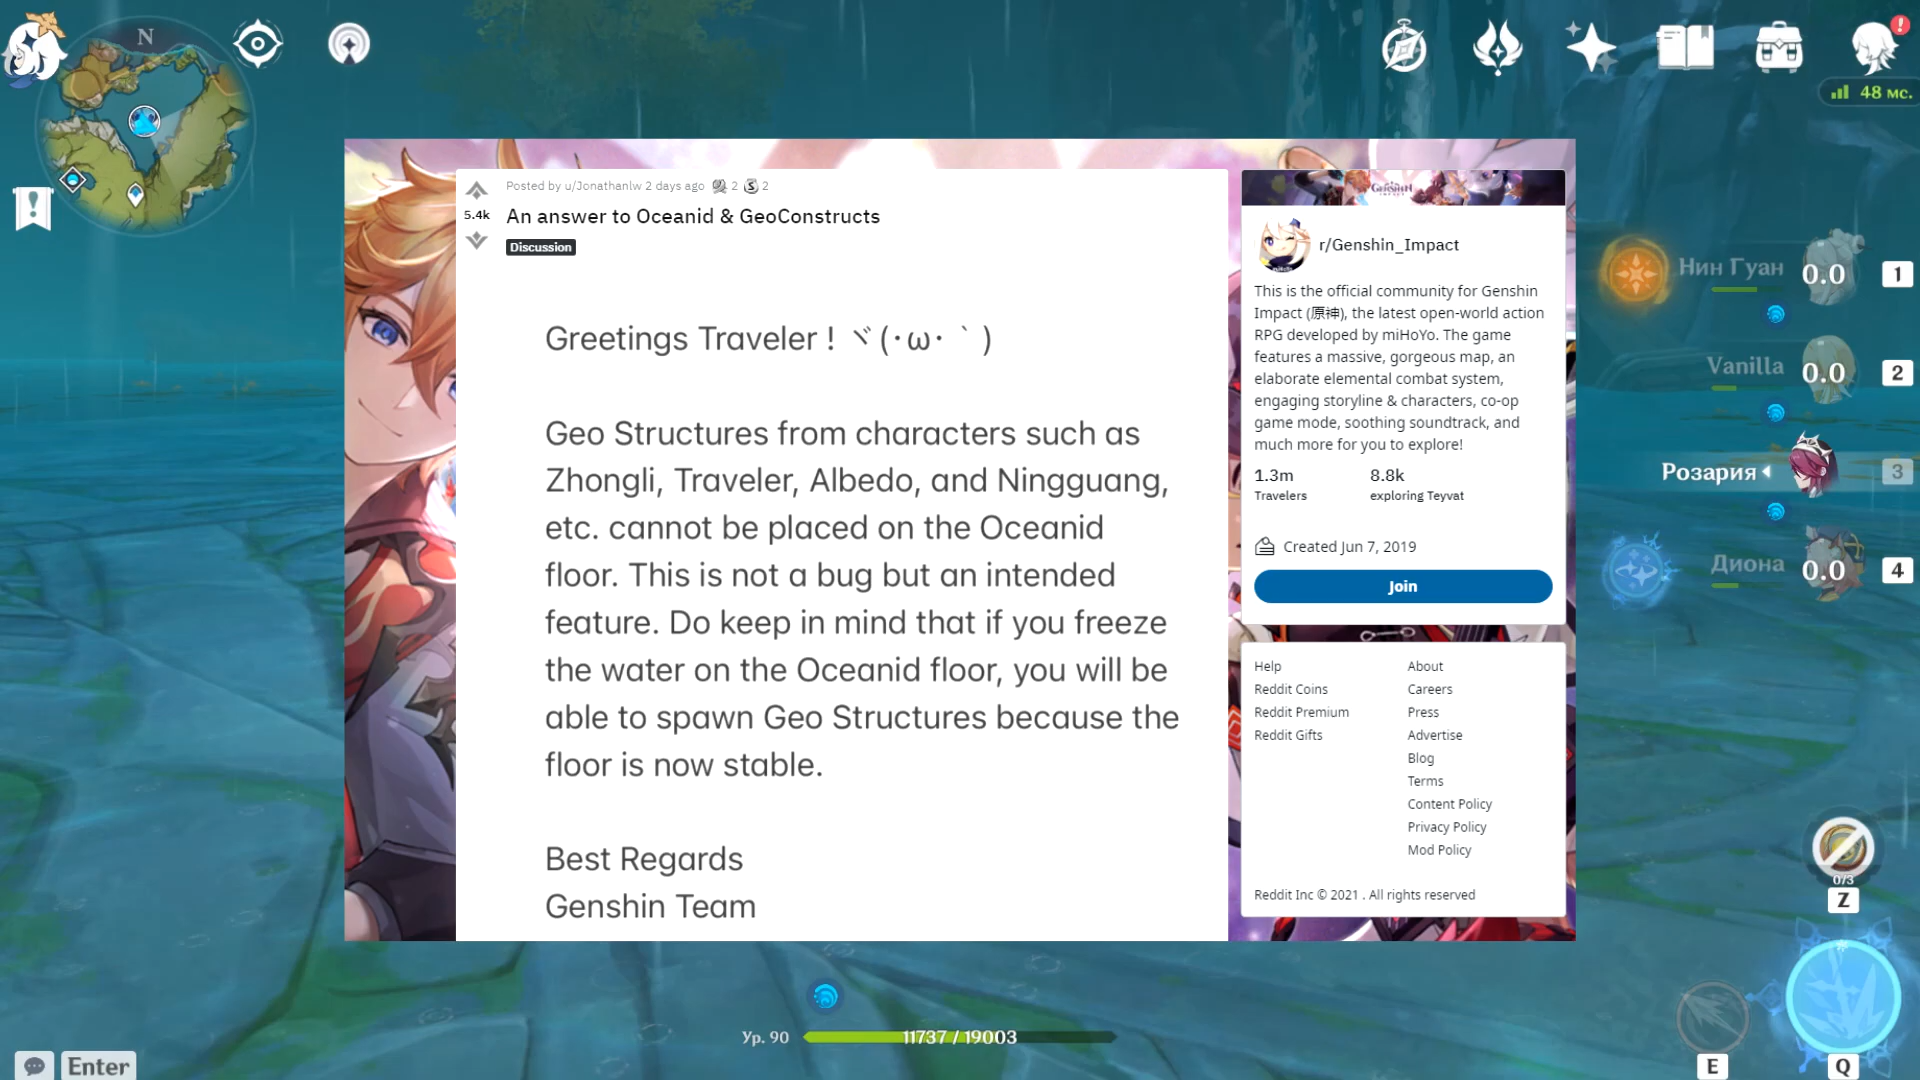 N
48 мс.
Posted by u/Jonathanlw 2 days ago 2 2
5.4k
An answer to Oceanid & GeoConstructs
Discussion
Greetings Traveler ! ヾ(･ω･｀)
Geo Structures from characters such as
Zhongli, Traveler, Albedo, and Ningguang,
etc. cannot be placed on the Oceanid
floor. This is not a bug but an intended
feature. Do keep in mind that if you freeze
the water on the Oceanid floor, you will be
able to spawn Geo Structures because the
floor is now stable.
Best Regards
Genshin Team
GENSHIN
r/Genshin_Impact
This is the official community for Genshin
Impact (原神), the latest open-world action
RPG developed by miHoYo. The game
features a massive, gorgeous map, an
elaborate elemental combat system,
engaging storyline & characters, co-op
game mode, soothing soundtrack, and
much more for you to explore!
1.3m 8.8k
Travelers exploring Teyvat
Created Jun 7, 2019
Join
Help About
Reddit Coins Careers
Reddit Premium Press
Reddit Gifts Advertise
Blog
Terms
Content Policy
Privacy Policy
Mod Policy
Reddit Inc © 2021 . All rights reserved
Нин Гуан 0.0 1
Vanilla 0.0 2
Розария 3
Диона 0.0 4
0/3
Z
Ур. 90 11737 / 19003
Enter
E
Q